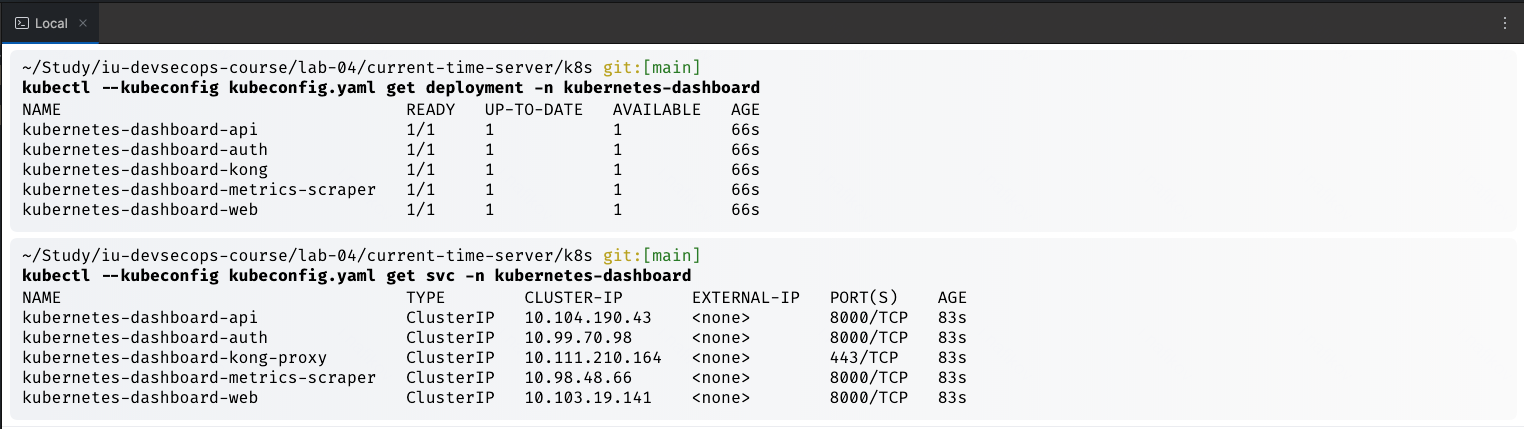 Local ×
~/Study/iu-devsecops-course/lab-04/current-time-server/k8s git:[main]
kubectl --kubeconfig kubeconfig.yaml get deployment -n kubernetes-dashboard
NAME READY UP-TO-DATE AVAILABLE AGE
kubernetes-dashboard-api 1/1 1 1 66s
kubernetes-dashboard-auth 1/1 1 1 66s
kubernetes-dashboard-kong 1/1 1 1 66s
kubernetes-dashboard-metrics-scraper 1/1 1 1 66s
kubernetes-dashboard-web 1/1 1 1 66s
~/Study/iu-devsecops-course/lab-04/current-time-server/k8s git:[main]
kubectl --kubeconfig kubeconfig.yaml get svc -n kubernetes-dashboard
NAME TYPE CLUSTER-IP EXTERNAL-IP PORT(S) AGE
kubernetes-dashboard-api ClusterIP 10.104.190.43 <none> 8000/TCP 83s
kubernetes-dashboard-auth ClusterIP 10.99.70.98 <none> 8000/TCP 83s
kubernetes-dashboard-kong-proxy ClusterIP 10.111.210.164 <none> 443/TCP 83s
kubernetes-dashboard-metrics-scraper ClusterIP 10.98.48.66 <none> 8000/TCP 83s
kubernetes-dashboard-web ClusterIP 10.103.19.141 <none> 8000/TCP 83s